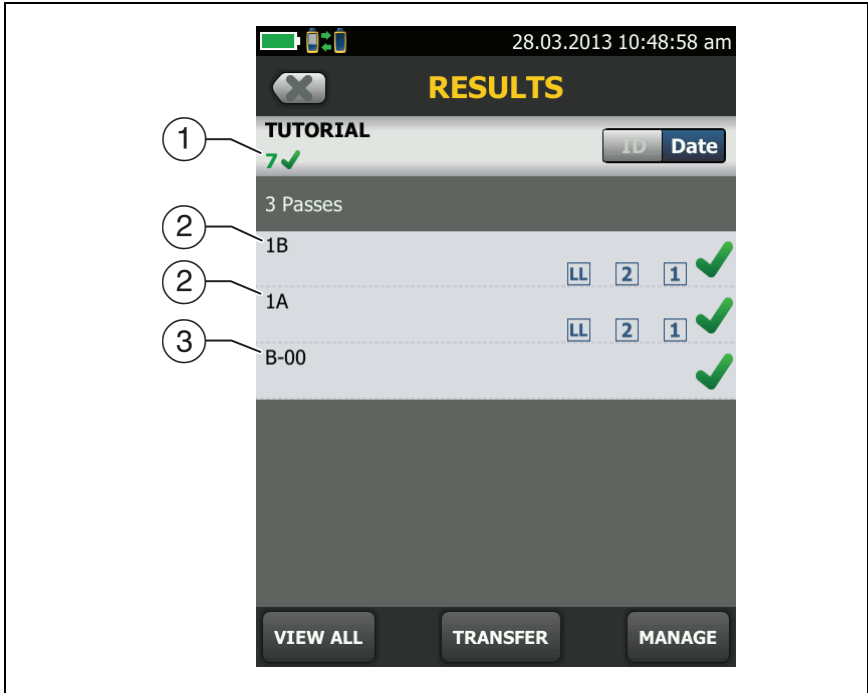 28.03.2013 10:48:58 am
RESULTS
1
TUTORIAL
7
ID Date
3 Passes
2
1B
LL 2 1
2
1A
LL 2 1
3
B-00
VIEW ALL TRANSFER MANAGE